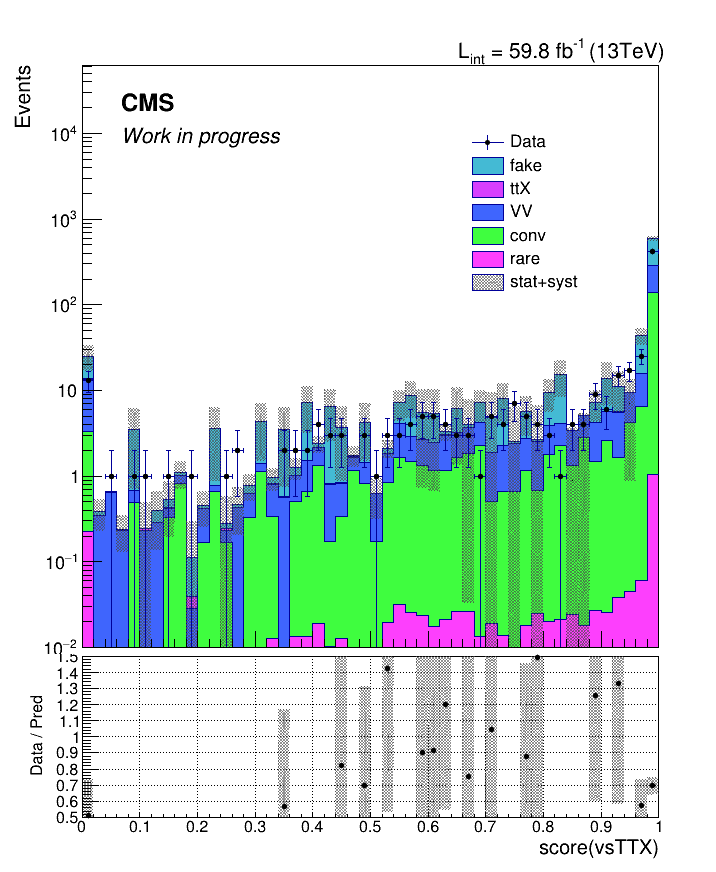 L_int = 59.8 fb^-1 (13TeV)
Events
CMS
Work in progress
Data
fake
ttX
VV
conv
rare
stat+syst
10^4
10^3
10^2
10
1
10^-1
10^-2
Data / Pred
1.5
1.4
1.3
1.2
1.1
1
0.9
0.8
0.7
0.6
0.5
0 0.1 0.2 0.3 0.4 0.5 0.6 0.7 0.8 0.9 1
score(vsTTX)